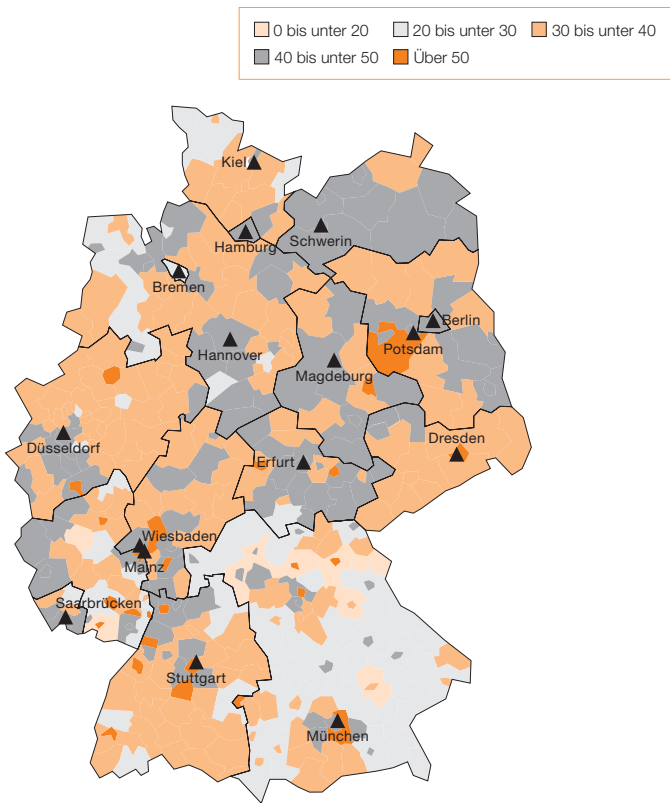 0 bis unter 20 20 bis unter 30 30 bis unter 40
40 bis unter 50 Über 50
Kiel
Hamburg
Schwerin
Bremen
Berlin
Potsdam
Hannover
Magdeburg
Düsseldorf
Dresden
Erfurt
Wiesbaden
Mainz
Saarbrücken
Stuttgart
München